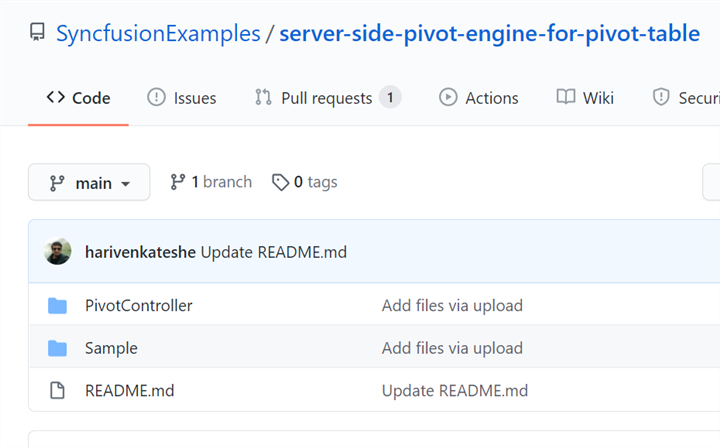 SyncfusionExamples / server-side-pivot-engine-for-pivot-table
Code Issues Pull requests 1 Actions Wiki Securi
main 1 branch 0 tags
harivenkateshe Update README.md
PivotController Add files via upload
Sample Add files via upload
README.md Update README.md